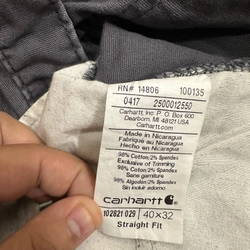 RN# 14806 100135
0417 2500012550
Carhartt, Inc. P.O. Box 600
Dearborn, MI 48121 USA
Carhartt.com
Made in Nicaragua
Fabriqué au Nicaragua
Hecho en Nicaragua
98% Cotton/2% Spandex
Exclusive of Trimming
98% Coton/2% Spandex
Sans garniture
98% Algodon/2% Spandex
Sin incluir adorno
carhartt
102821 029 40X32
Straight Fit